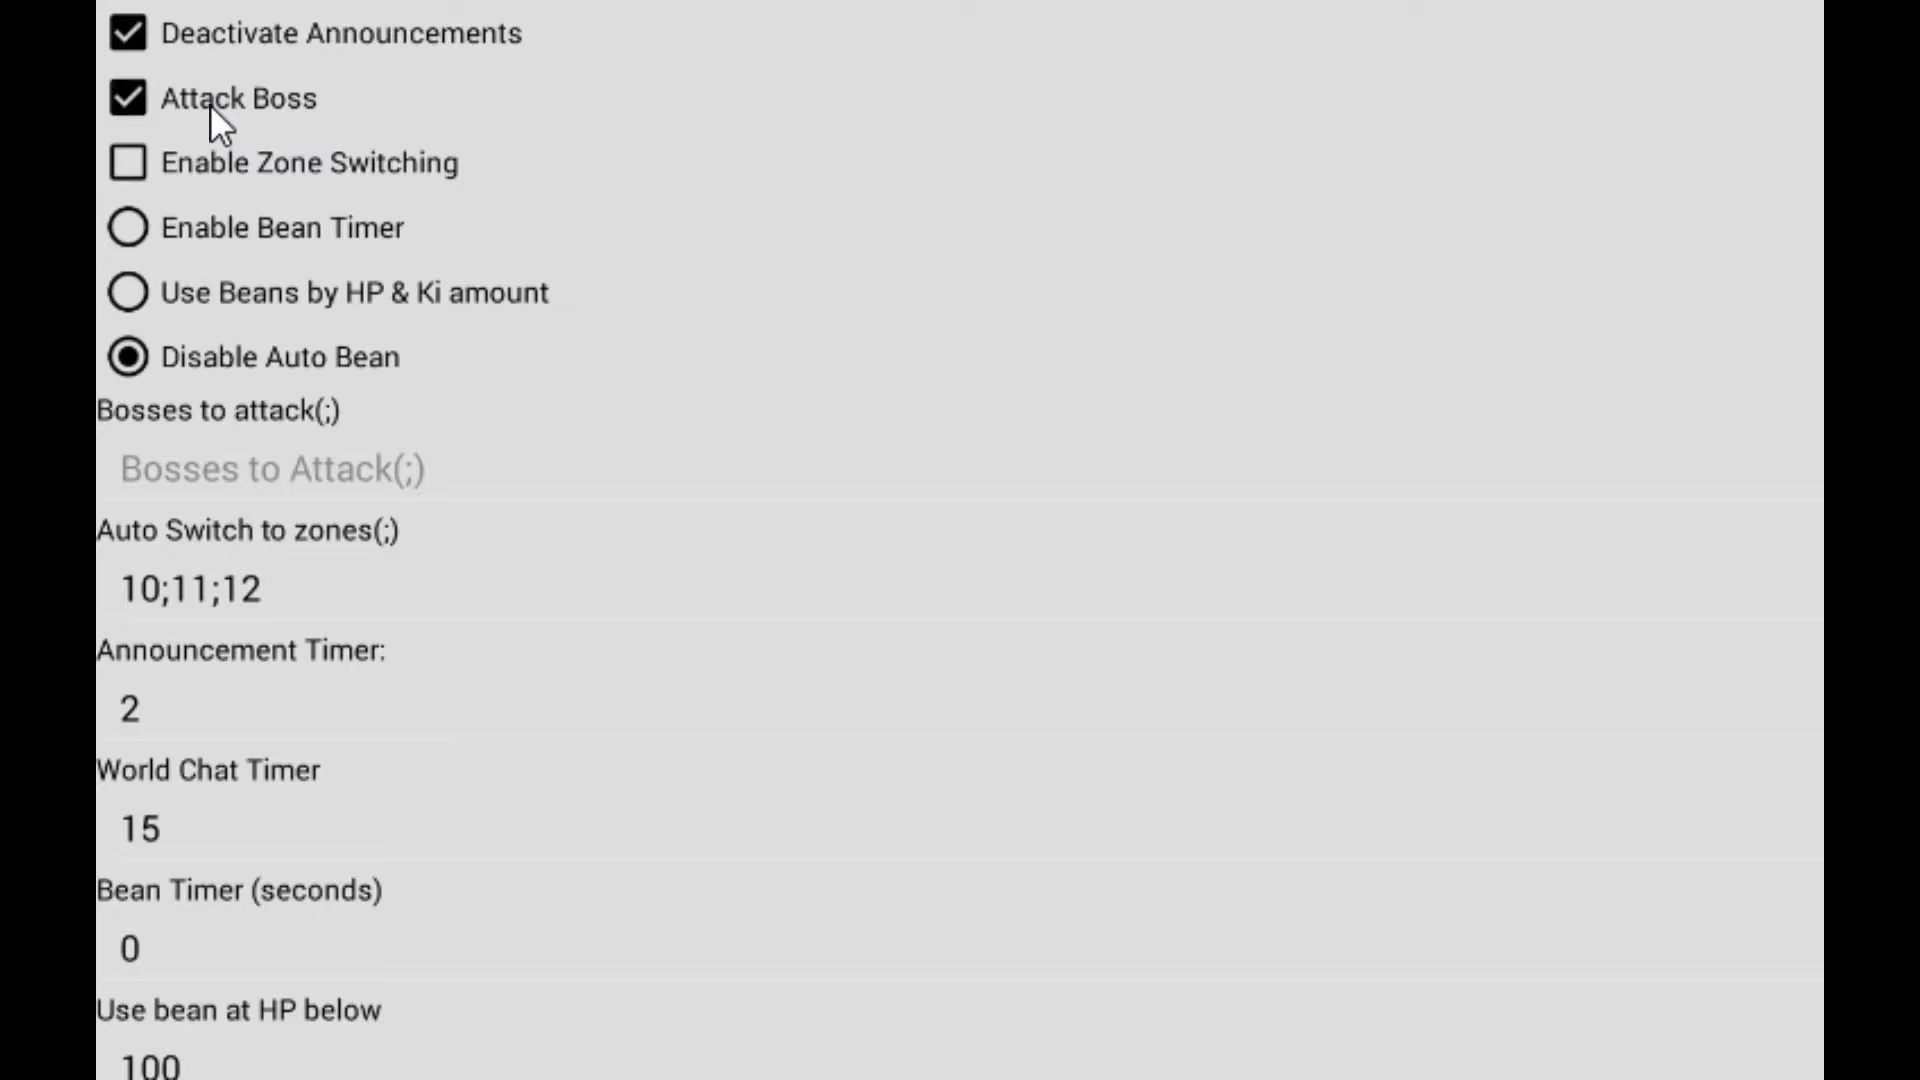 Deactivate Announcements
Attack Boss
Enable Zone Switching
Enable Bean Timer
Use Beans by HP & Ki amount
Disable Auto Bean
Bosses to attack(;)
Bosses to Attack(;)
Auto Switch to zones(;)
10;11;12
Announcement Timer:
2
World Chat Timer
15
Bean Timer (seconds)
0
Use bean at HP below
100